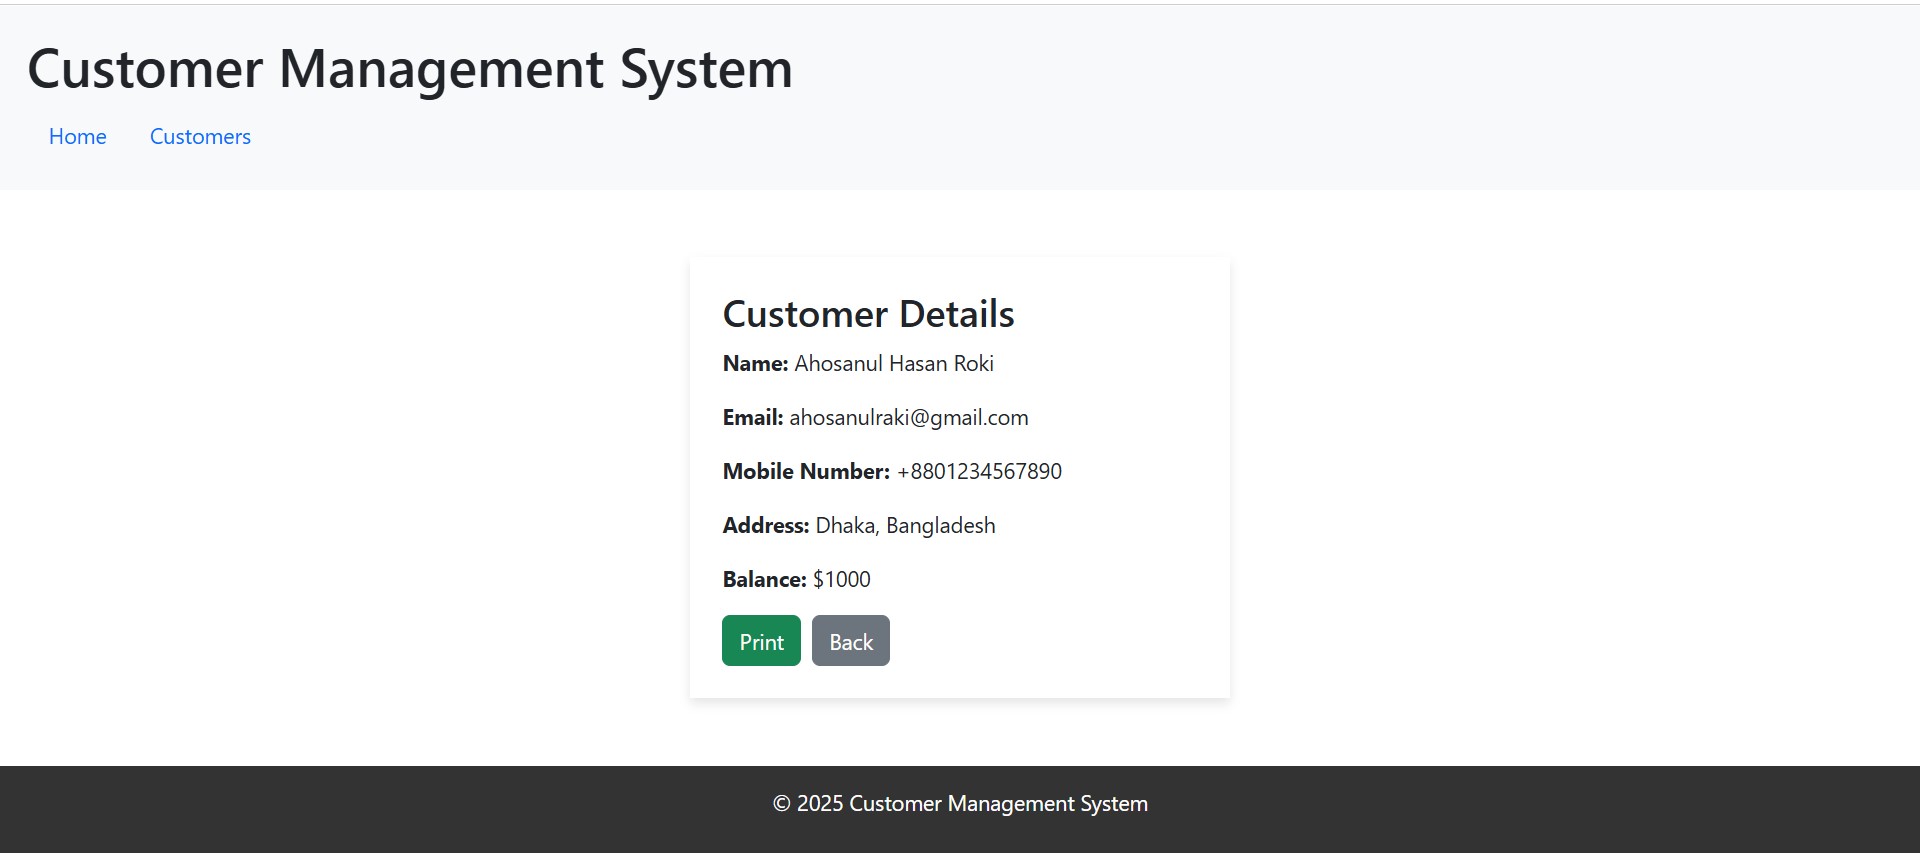 Customer Management System
Home Customers
Customer Details
Name: Ahosanul Hasan Roki
Email: ahosanulraki@gmail.com
Mobile Number: +8801234567890
Address: Dhaka, Bangladesh
Balance: $1000
Print Back
© 2025 Customer Management System